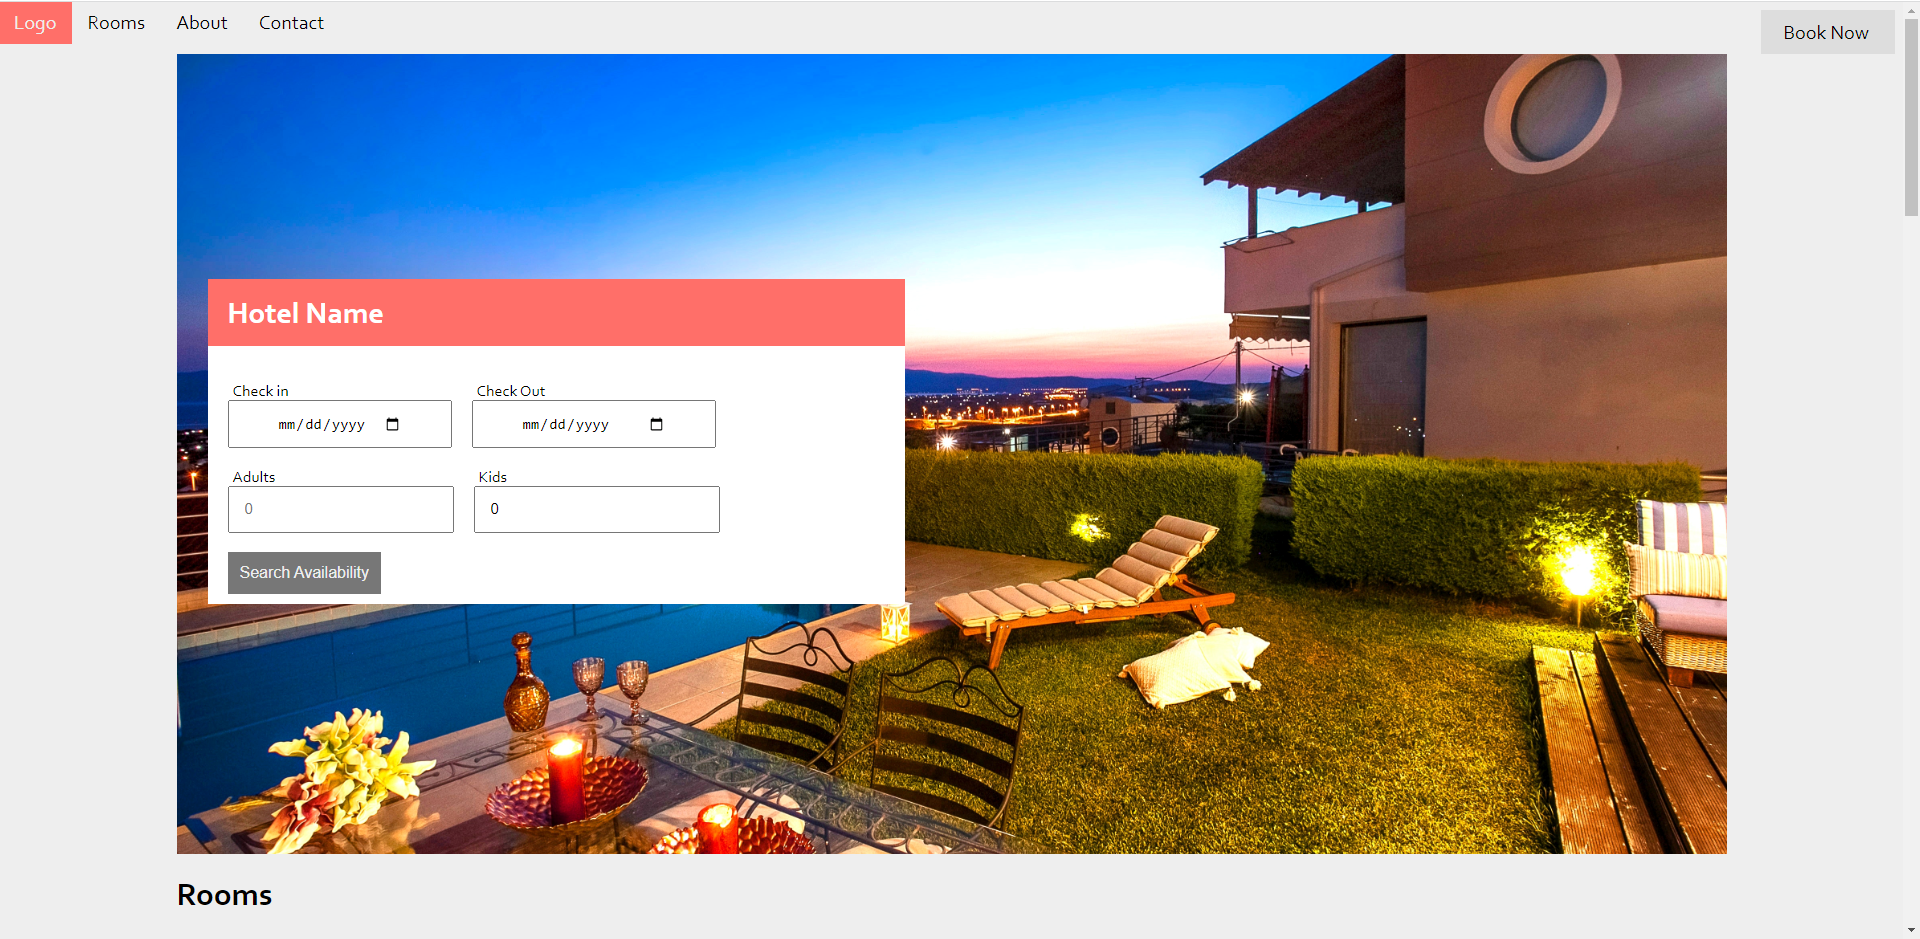 Logo Rooms About Contact Book Now
Hotel Name
Check in Check Out
mm/dd/yyyy mm/dd/yyyy
Adults Kids
0 0
Search Availability
Rooms